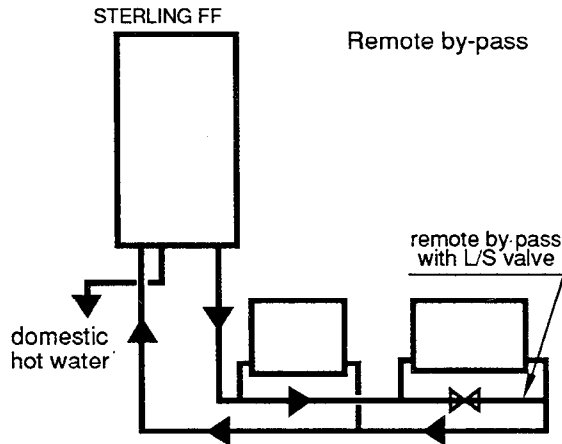 STERLING FF
Remote by-pass
remote by-pass
with L/S valve
domestic
hot water